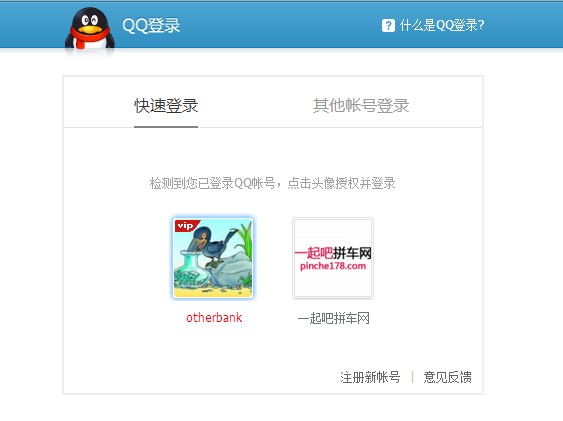 QQ登录
什么是QQ登录?
快速登录
其他帐号登录
检测到您已登录QQ帐号，点击头像授权并登录
vip
一起吧拼车网
pinche178.com
otherbank
一起吧拼车网
注册新帐号 | 意见反馈